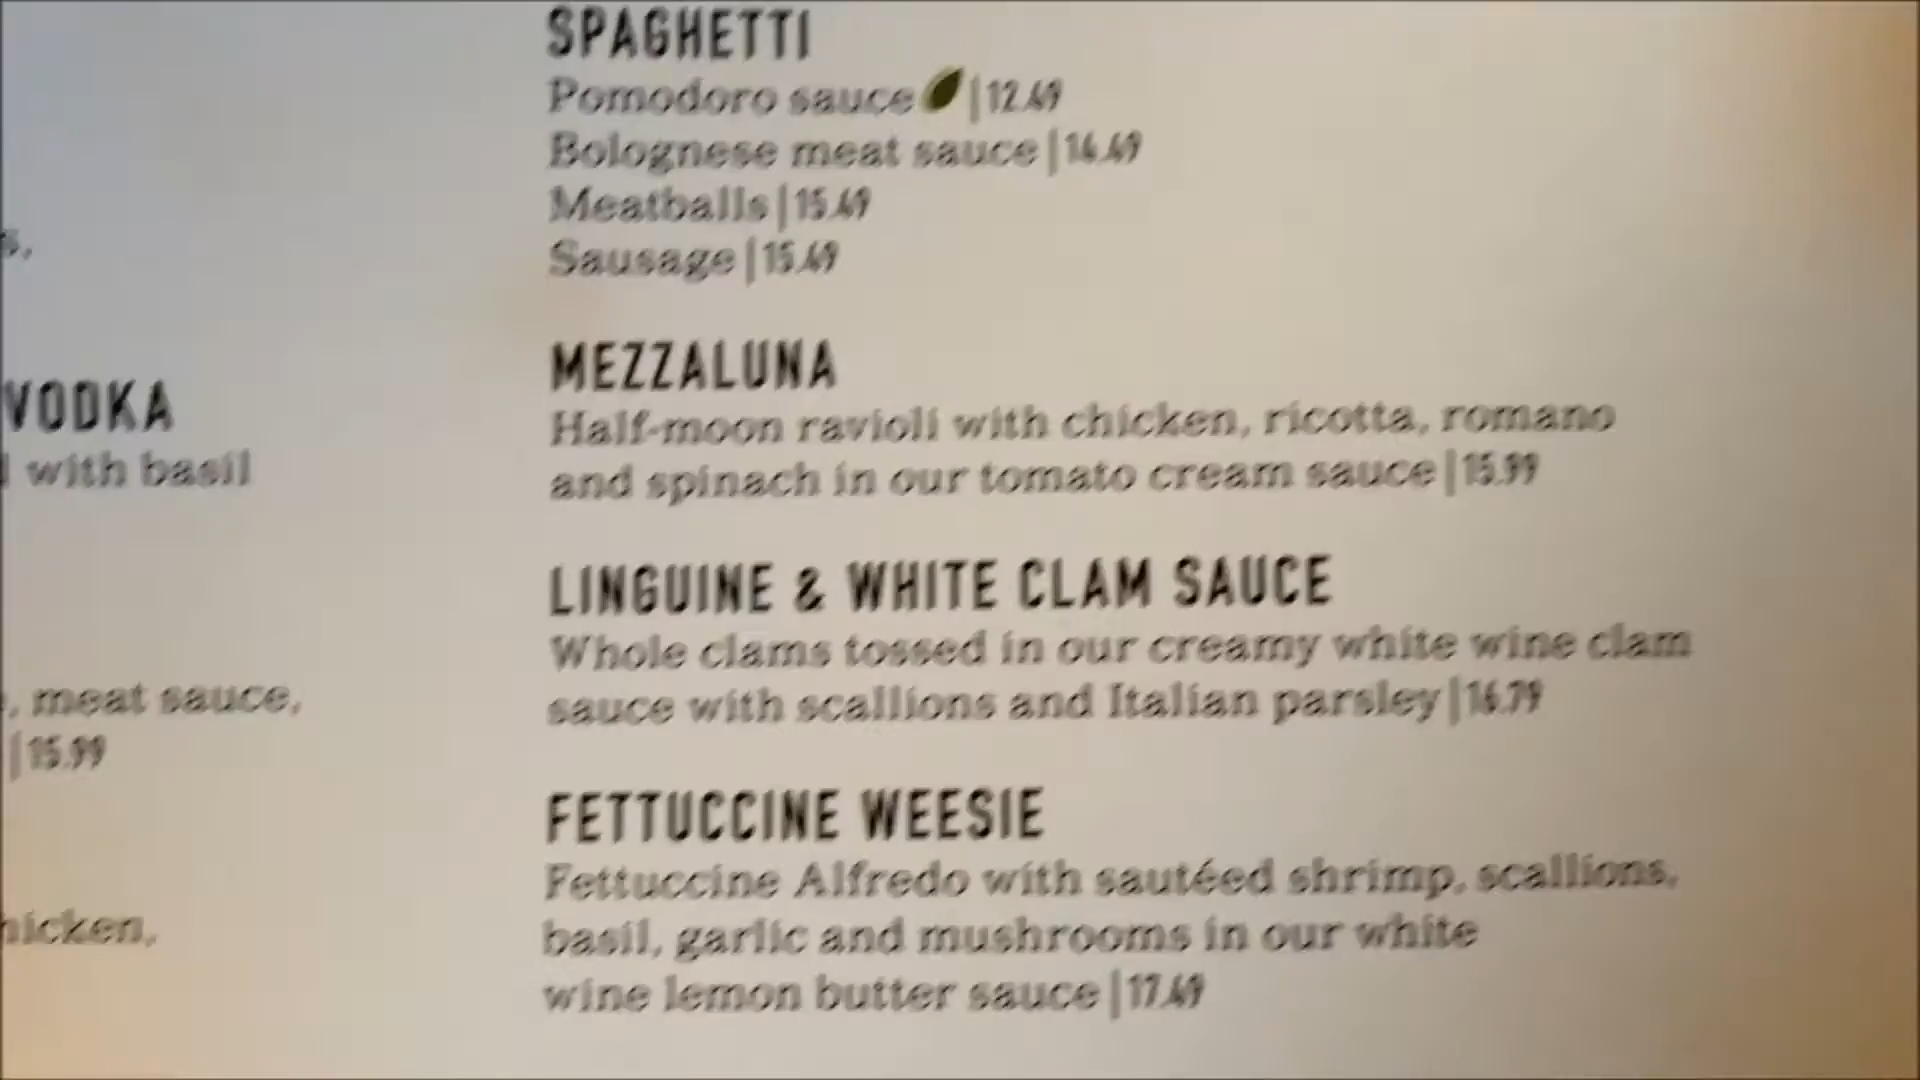 s,
VODKA
with basil
, meat sauce,
|15.99
hicken,
SPAGHETTI
Pomodoro sauce |12.49
Bolognese meat sauce|14.49
Meatballs|15.49
Sausage|15.49
MEZZALUNA
Half-moon ravioli with chicken, ricotta, romano
and spinach in our tomato cream sauce|15.99
LINGUINE & WHITE CLAM SAUCE
Whole clams tossed in our creamy white wine clam
sauce with scallions and Italian parsley|16.79
FETTUCCINE WEESIE
Fettuccine Alfredo with sautéed shrimp, scallions,
basil, garlic and mushrooms in our white
wine lemon butter sauce|17.49